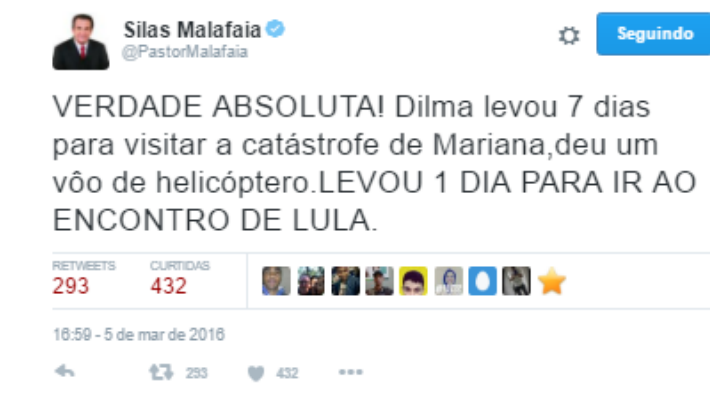 Silas Malafaia
@PastorMalafaia
Seguindo
VERDADE ABSOLUTA! Dilma levou 7 dias
para visitar a catástrofe de Mariana,deu um
vôo de helicóptero.LEVOU 1 DIA PARA IR AO
ENCONTRO DE LULA.
RETWEETS CURTIDAS
293 432
16:59 - 5 de mar de 2016
293 432